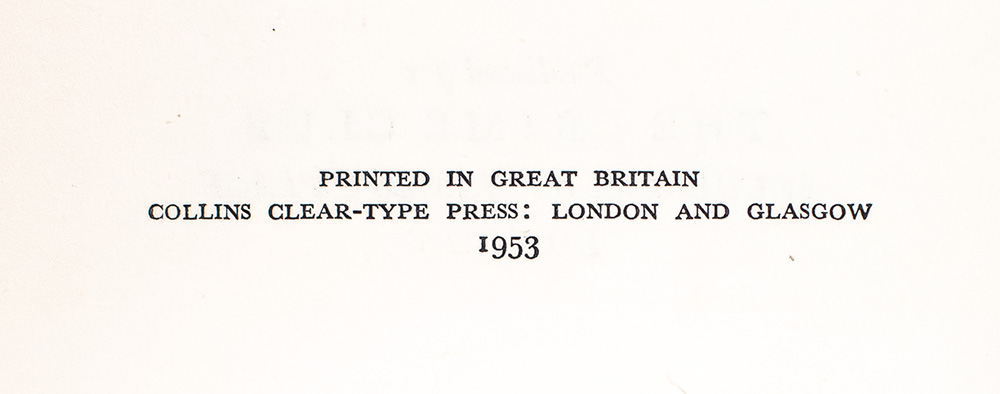 PRINTED IN GREAT BRITAIN
COLLINS CLEAR-TYPE PRESS: LONDON AND GLASGOW
1953